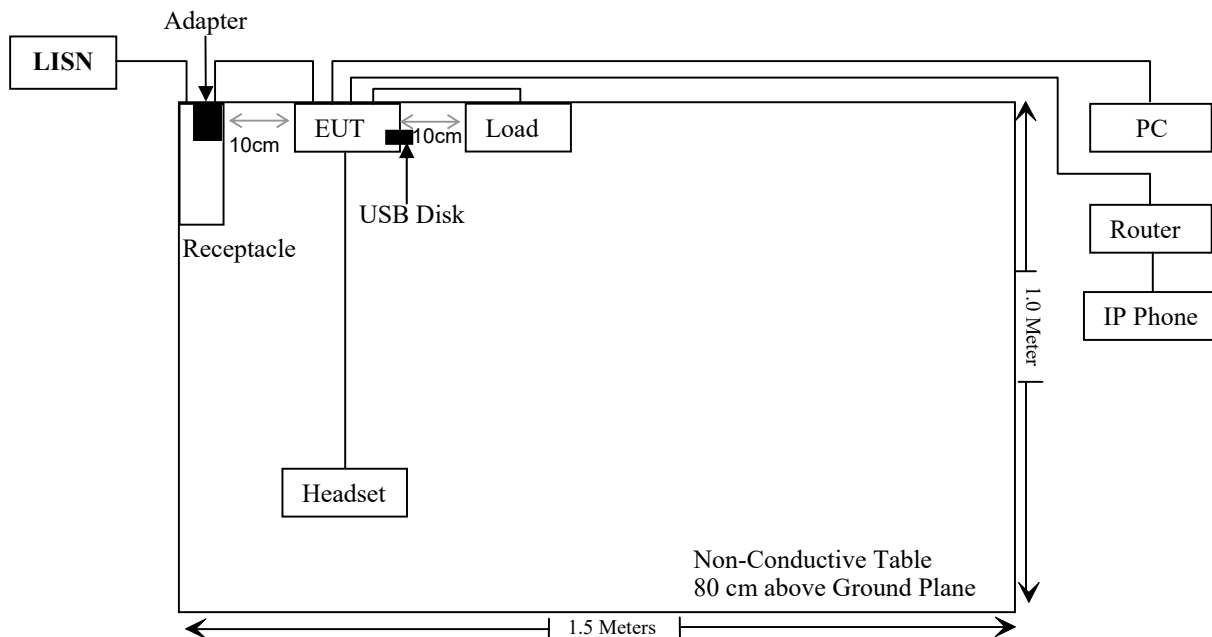 Adapter
LISN
EUT
Load
PC
10cm
10cm
USB Disk
Receptacle
Router
IP Phone
1.0 Meter
Headset
Non-Conductive Table
80 cm above Ground Plane
1.5 Meters